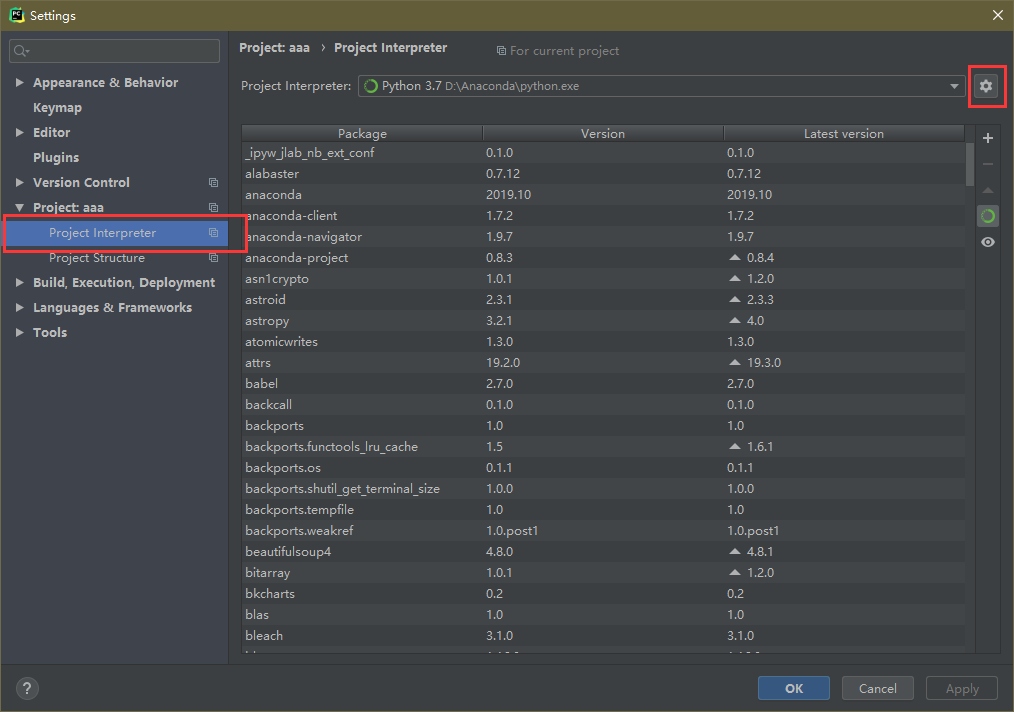 Settings
Project: aaa › Project Interpreter For current project
Appearance & Behavior
Keymap
Editor
Plugins
Version Control
Project: aaa
Project Interpreter
Project Structure
Build, Execution, Deployment
Languages & Frameworks
Tools
Project Interpreter: Python 3.7 D:\Anaconda\python.exe
Package Version Latest version
_ipyw_jlab_nb_ext_conf 0.1.0 0.1.0
alabaster 0.7.12 0.7.12
anaconda 2019.10 2019.10
anaconda-client 1.7.2 1.7.2
anaconda-navigator 1.9.7 1.9.7
anaconda-project 0.8.3 0.8.4
asn1crypto 1.0.1 1.2.0
astroid 2.3.1 2.3.3
astropy 3.2.1 4.0
atomicwrites 1.3.0 1.3.0
attrs 19.2.0 19.3.0
babel 2.7.0 2.7.0
backcall 0.1.0 0.1.0
backports 1.0 1.0
backports.functools_lru_cache 1.5 1.6.1
backports.os 0.1.1 0.1.1
backports.shutil_get_terminal_size 1.0.0 1.0.0
backports.tempfile 1.0 1.0
backports.weakref 1.0.post1 1.0.post1
beautifulsoup4 4.8.0 4.8.1
bitarray 1.0.1 1.2.0
bkcharts 0.2 0.2
blas 1.0 1.0
bleach 3.1.0 3.1.0
?
OK Cancel Apply